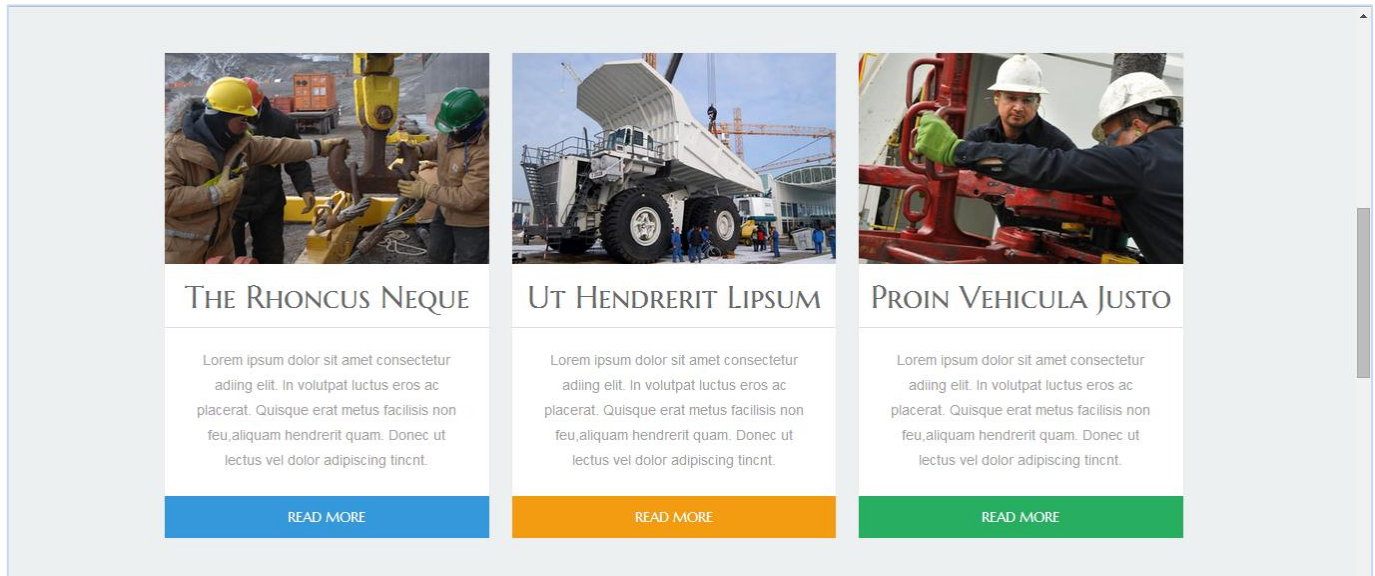 The Rhoncus Neque
Lorem ipsum dolor sit amet consectetur
adiing elit. In volutpat luctus eros ac
placerat. Quisque erat metus facilisis non
feu,aliquam hendrerit quam. Donec ut
lectus vel dolor adipiscing tincnt.
READ MORE
Ut Hendrerit Lipsum
Lorem ipsum dolor sit amet consectetur
adiing elit. In volutpat luctus eros ac
placerat. Quisque erat metus facilisis non
feu,aliquam hendrerit quam. Donec ut
lectus vel dolor adipiscing tincnt.
READ MORE
Proin Vehicula Justo
Lorem ipsum dolor sit amet consectetur
adiing elit. In volutpat luctus eros ac
placerat. Quisque erat metus facilisis non
feu,aliquam hendrerit quam. Donec ut
lectus vel dolor adipiscing tincnt.
READ MORE